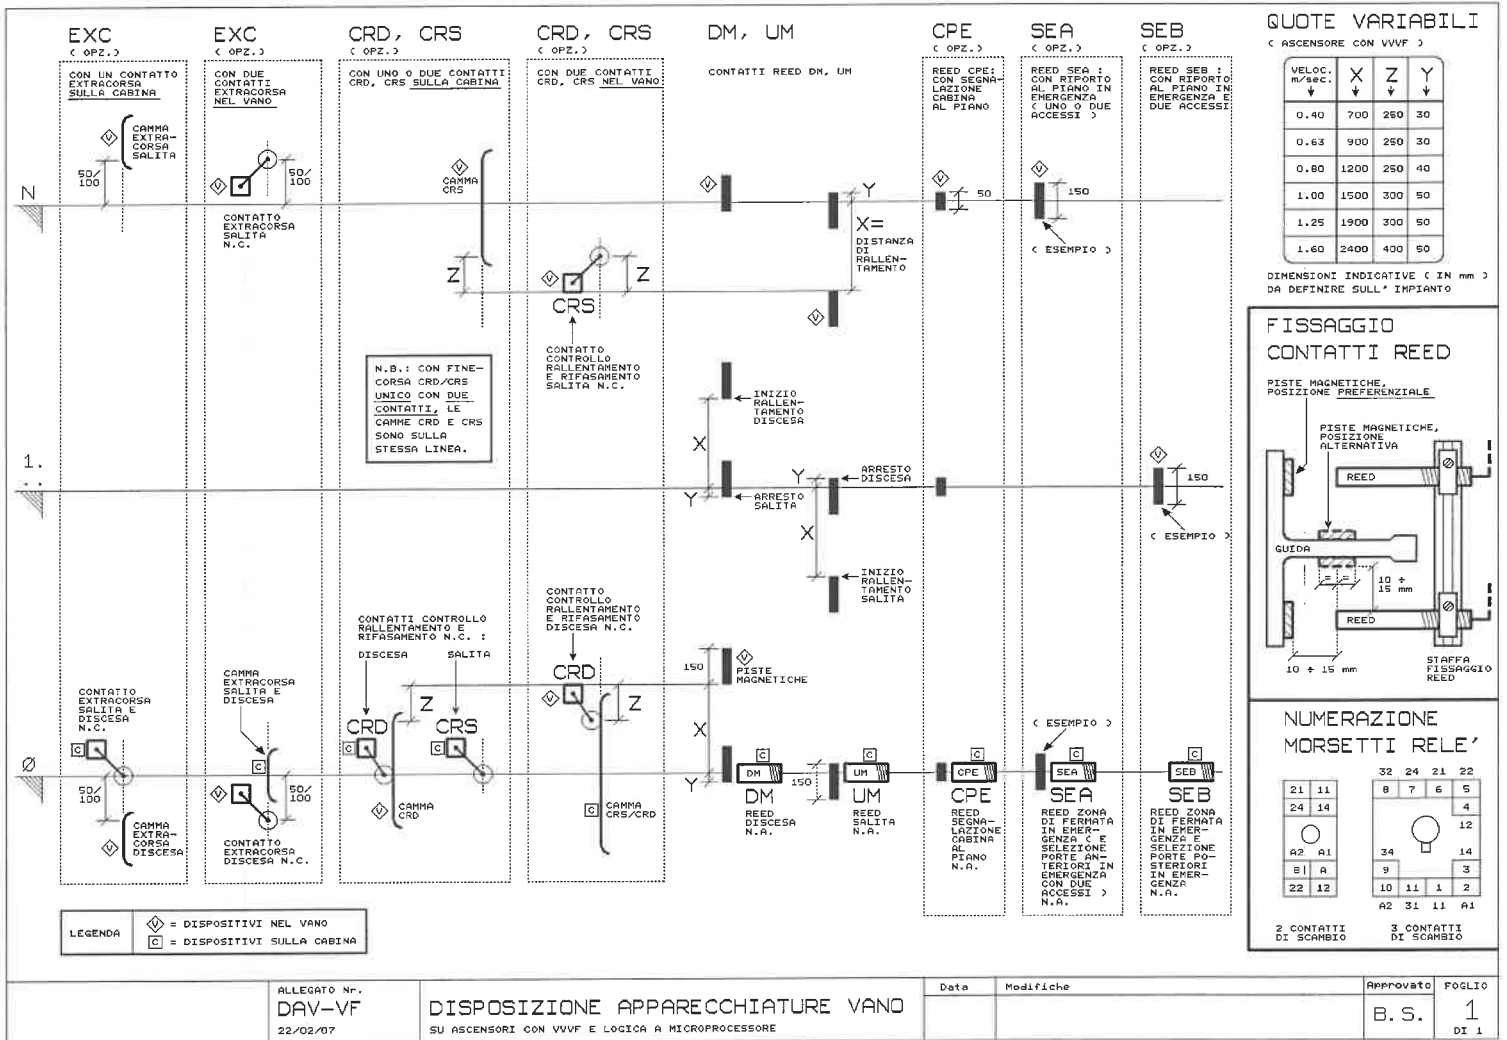 EXC
( OPZ.)
CON UN CONTATTO
EXTRACORSA
SULLA CABINA
CAMMA
EXTRA-
CORSA
SALITA
50/
100
EXC
( OPZ.)
CON DUE
CONTATTI
EXTRACORSA
NEL VANO
50/
100
CONTATTO
EXTRACORSA
SALITA
N.C.
CRD, CRS
( OPZ.)
CON UNO O DUE CONTATTI
CRD, CRS SULLA CABINA
CAMMA
CRS
Z
CRD, CRS
( OPZ.)
CON DUE CONTATTI
CRD, CRS NEL VANO
Z
CRS
CONTATTO
CONTROLLO
RALLENTAMENTO
E RIFASAMENTO
SALITA N.C.
N.B.: CON FINE-
CORSA CRD/CRS
UNICO CON DUE
CONTATTI, LE
CAMME CRD E CRS
SONO SULLA
STESSA LINEA.
DM, UM
CONTATTI REED DM, UM
Y
X=
DISTANZA
DI
RALLEN-
TAMENTO
INIZIO
RALLEN-
TAMENTO
DISCESA
X
Y
ARRESTO
SALITA
Y
ARRESTO
DISCESA
X
INIZIO
RALLEN-
TAMENTO
SALITA
CPE
( OPZ.)
REED CPE:
CON SEGNA-
LAZIONE
CABINA
AL PIANO
50
SEA
( OPZ.)
REED SEA :
CON RIPORTO
AL PIANO IN
EMERGENZA
( UNO O DUE
ACCESSI )
150
( ESEMPIO )
SEB
( OPZ.)
REED SEB :
CON RIPORTO
AL PIANO IN
EMERGENZA E
DUE ACCESSI
150
( ESEMPIO )
N
1.
..
Ø
CONTATTO
EXTRACORSA
SALITA E
DISCESA
N.C.
C
50/
100
CAMMA
EXTRA-
CORSA
DISCESA
CAMMA
EXTRACORSA
SALITA E
DISCESA
C
50/
100
CONTATTO
EXTRACORSA
DISCESA N.C.
CONTATTI CONTROLLO
RALLENTAMENTO E
RIFASAMENTO N.C. :
DISCESA SALITA
Z
CRD CRS
C C
CAMMA
CRD
CONTATTO
CONTROLLO
RALLENTAMENTO
E RIFASAMENTO
DISCESA N.C.
CRD
Z
C
CAMMA
CRS/CRD
150
PISTE
MAGNETICHE
X
Y
C
DM
DM
REED
DISCESA
N.A.
150
C
UM
UM
REED
SALITA
N.A.
C
CPE
CPE
REED
SEGNA-
LAZIONE
CABINA
AL
PIANO
N.A.
( ESEMPIO )
C
SEA
SEA
REED ZONA
DI FERMATA
IN EMER-
GENZA ( E
SELEZIONE
PORTE AN-
TERIORI IN
EMERGENZA
CON DUE
ACCESSI )
N.A.
C
SEB
SEB
REED ZONA
DI FERMATA
IN EMER-
GENZA E
SELEZIONE
PORTE PO-
STERIORI
IN EMER-
GENZA
N.A.
LEGENDA
V = DISPOSITIVI NEL VANO
C = DISPOSITIVI SULLA CABINA
QUOTE VARIABILI
( ASCENSORE CON VVVF )
VELOC. m/sec. X Z Y
0.40 700 250 30
0.63 900 250 30
0.80 1200 250 40
1.00 1500 300 50
1.25 1900 300 50
1.60 2400 400 50
DIMENSIONI INDICATIVE ( IN mm )
DA DEFINIRE SULL' IMPIANTO
FISSAGGIO
CONTATTI REED
PISTE MAGNETICHE,
POSIZIONE PREFERENZIALE
PISTE MAGNETICHE,
POSIZIONE
ALTERNATIVA
REED
GUIDA
= =
10 ÷
15 mm
REED
10 ÷ 15 mm
STAFFA
FISSAGGIO
REED
NUMERAZIONE
MORSETTI RELE'
21 11
24 14
A2 A1
B| A
22 12
2 CONTATTI
DI SCAMBIO
32 24 21 22
8 7 6 5
4
12
34 14
9 3
10 11 1 2
A2 31 11 A1
3 CONTATTI
DI SCAMBIO
ALLEGATO Nr.
DAV-VF
22/02/07
DISPOSIZIONE APPARECCHIATURE VANO
SU ASCENSORI CON VVVF E LOGICA A MICROPROCESSORE
Data
Modifiche
Approvato
B.S.
FOGLIO
1
DI 1